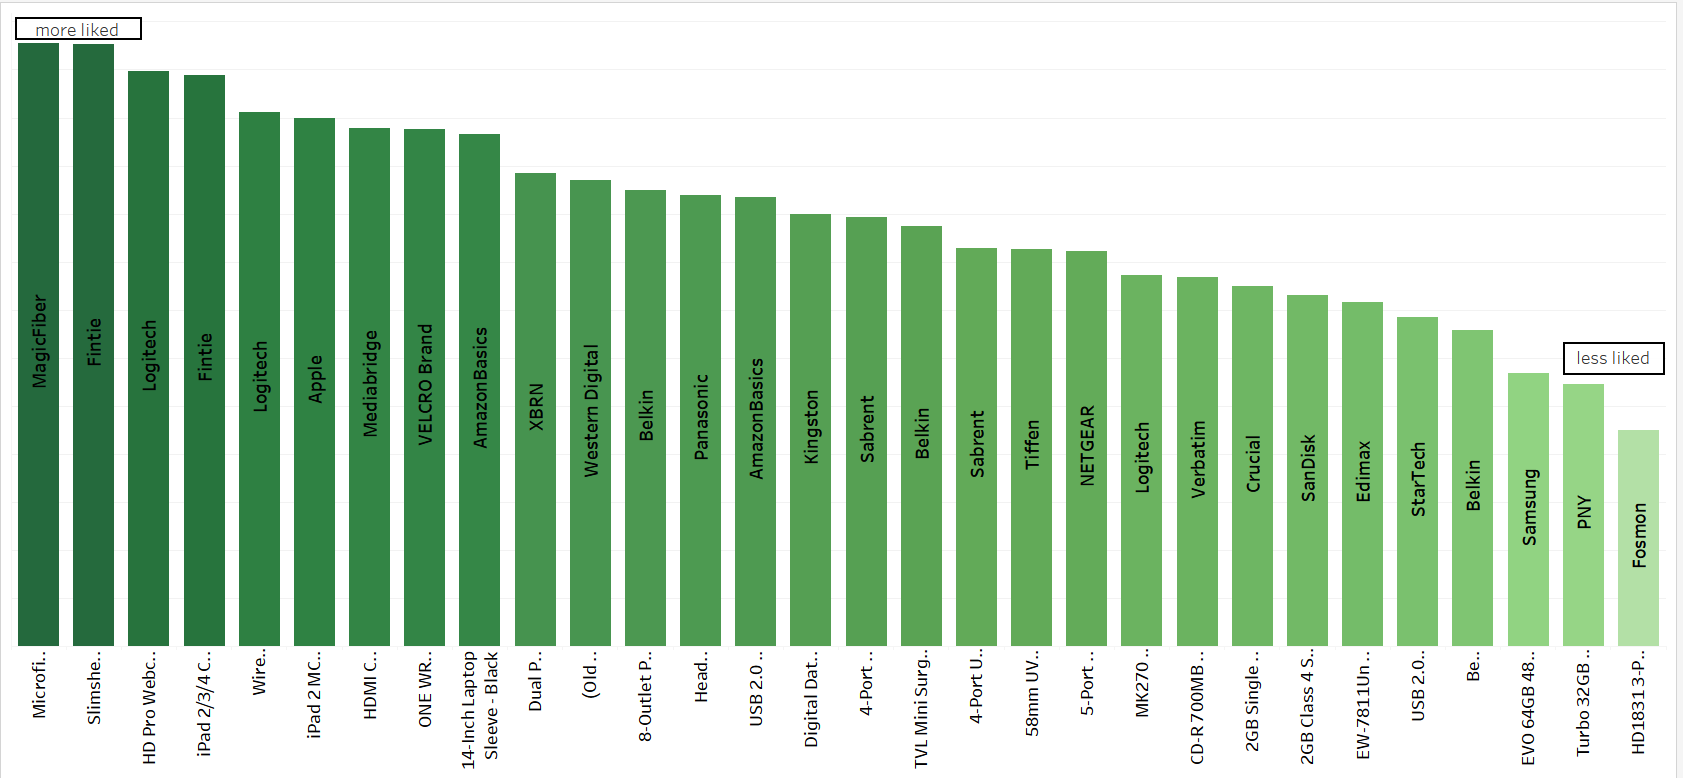 more liked
less liked
MagicFiber
Fintie
Logitech
Fintie
Logitech
Apple
Mediabridge
VELCRO Brand
AmazonBasics
XBRN
Western Digital
Belkin
Panasonic
AmazonBasics
Kingston
Sabrent
Belkin
Sabrent
Tiffen
NETGEAR
Logitech
Verbatim
Crucial
SanDisk
Edimax
StarTech
Belkin
Samsung
PNY
Fosmon
Microfi..
Slimshe..
HD Pro Webc..
iPad 2/3/4 C..
Wire..
iPad 2 MC..
HDMI C..
ONE WR..
14-Inch Laptop
Sleeve - Black
Dual P..
(Old ..
8-Outlet P..
Head..
USB 2.0 ..
Digital Dat..
4-Port ..
TVL Mini Surg..
4-Port U..
58mm UV..
5-Port ..
MK270 ..
CD-R 700MB ..
2GB Single ..
2GB Class 4 S..
EW-7811Un ..
USB 2.0..
Be..
EVO 64GB 48..
Turbo 32GB ..
HD1831 3-P..